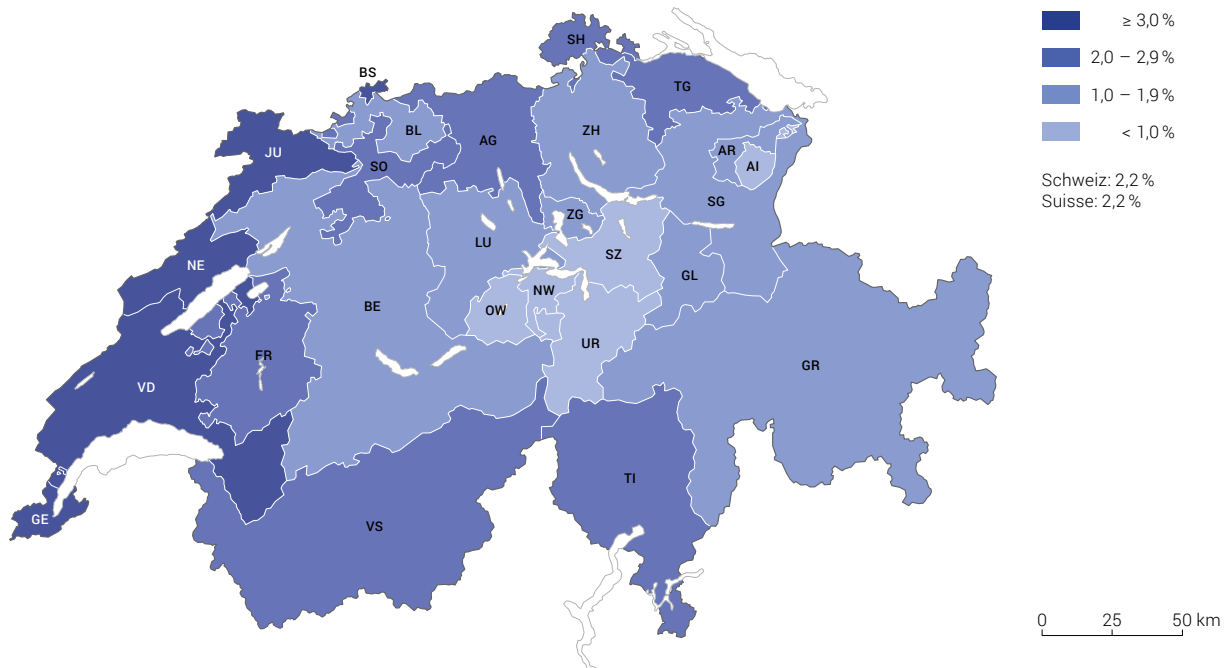 SH
BS
TG
ZH
BL
AG
JU
SO
AR
AI
SG
ZG
LU
SZ
NE
GL
NW
OW
BE
UR
FR
GR
VD
TI
GE
VS
≥ 3,0 %
2,0 – 2,9 %
1,0 – 1,9 %
< 1,0 %
Schweiz: 2,2 %
Suisse: 2,2 %
0 25 50 km